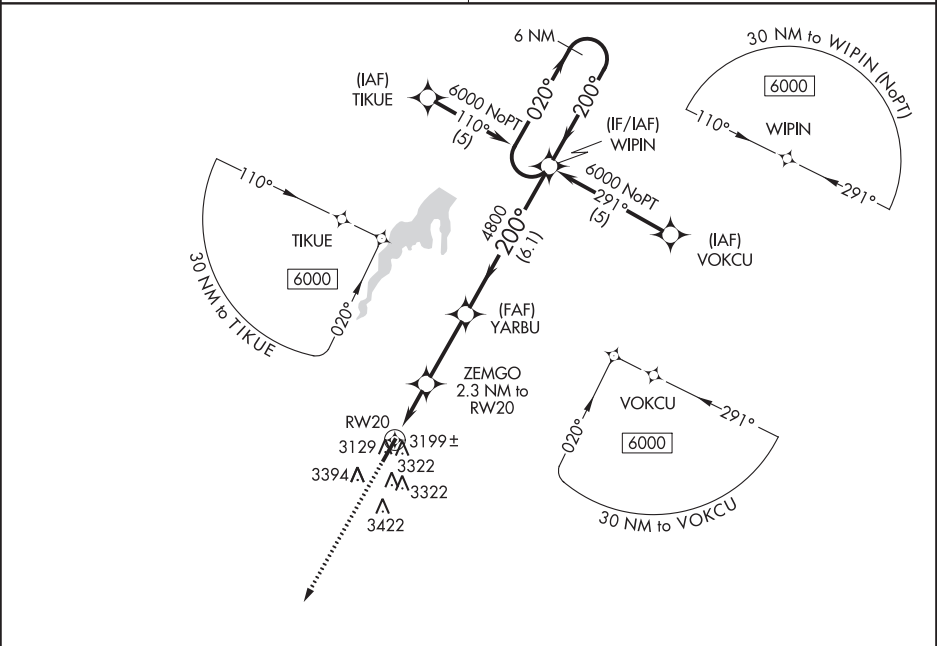 6 NM
020°
200°
(IAF)
TIKUE
6000 NoPT
110°
(5)
(IF/IAF)
WIPIN
6000 NoPT
291°
(5)
(IAF)
VOKCU
30 NM to WIPIN (NoPT)
6000
110°
WIPIN
291°
110°
TIKUE
6000
020°
30 NM to TIKUE
4800
200°
(6.1)
(FAF)
YARBU
ZEMGO
2.3 NM to
RW20
RW20
3129
3199±
3322
3394
3322
3422
VOKCU
291°
020°
6000
30 NM to VOKCU